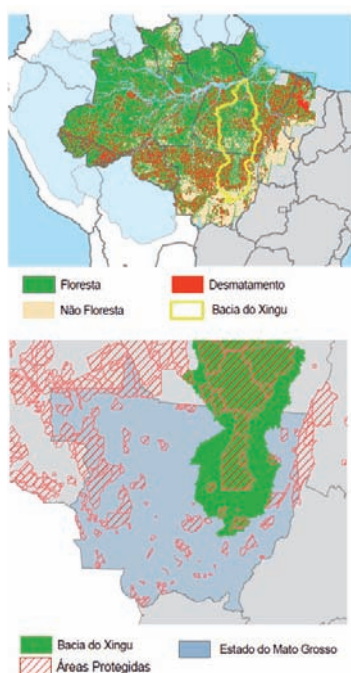 Floresta
Desmatamento
Não Floresta
Bacia do Xingu
Bacia do Xingu
Estado do Mato Grosso
Áreas Protegidas